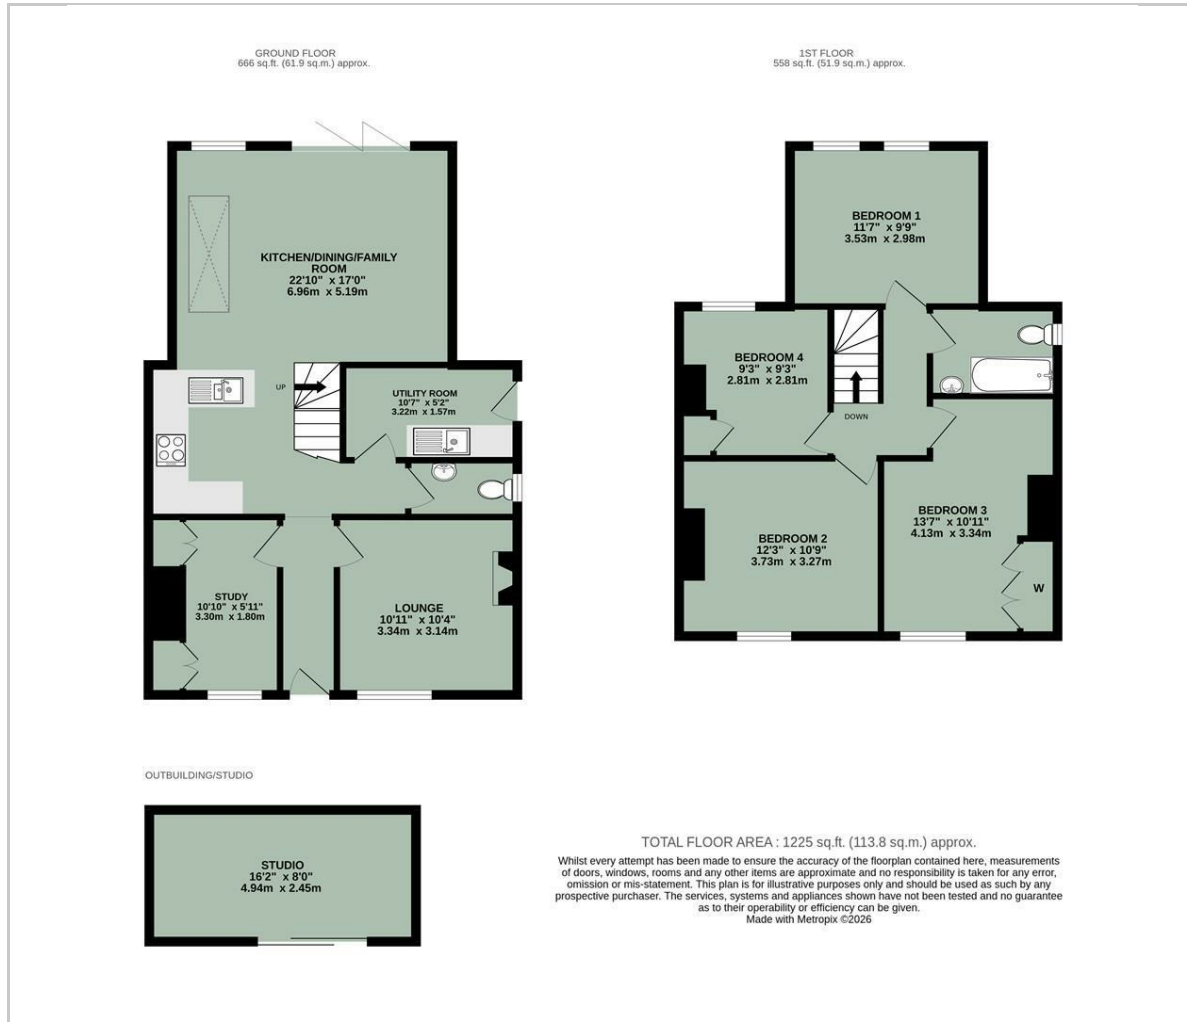 GROUND FLOOR
666 sq.ft. (61.9 sq.m.) approx.
1ST FLOOR
558 sq.ft. (51.9 sq.m.) approx.
KITCHEN/DINING/FAMILY
ROOM
22'10" x 17'0"
6.96m x 5.19m
UP
UTILITY ROOM
10'7" x 5'2"
3.22m x 1.57m
STUDY
10'10" x 5'11"
3.30m x 1.80m
LOUNGE
10'11" x 10'4"
3.34m x 3.14m
BEDROOM 1
11'7" x 9'9"
3.53m x 2.98m
BEDROOM 4
9'3" x 9'3"
2.81m x 2.81m
DOWN
BEDROOM 2
12'3" x 10'9"
3.73m x 3.27m
BEDROOM 3
13'7" x 10'11"
4.13m x 3.34m
W
OUTBUILDING/STUDIO
STUDIO
16'2" x 8'0"
4.94m x 2.45m
TOTAL FLOOR AREA : 1225 sq.ft. (113.8 sq.m.) approx.
Whilst every attempt has been made to ensure the accuracy of the floorplan contained here, measurements
of doors, windows, rooms and any other items are approximate and no responsibility is taken for any error,
omission or mis-statement. This plan is for illustrative purposes only and should be used as such by any
prospective purchaser. The services, systems and appliances shown have not been tested and no guarantee
as to their operability or efficiency can be given.
Made with Metropix ©2026